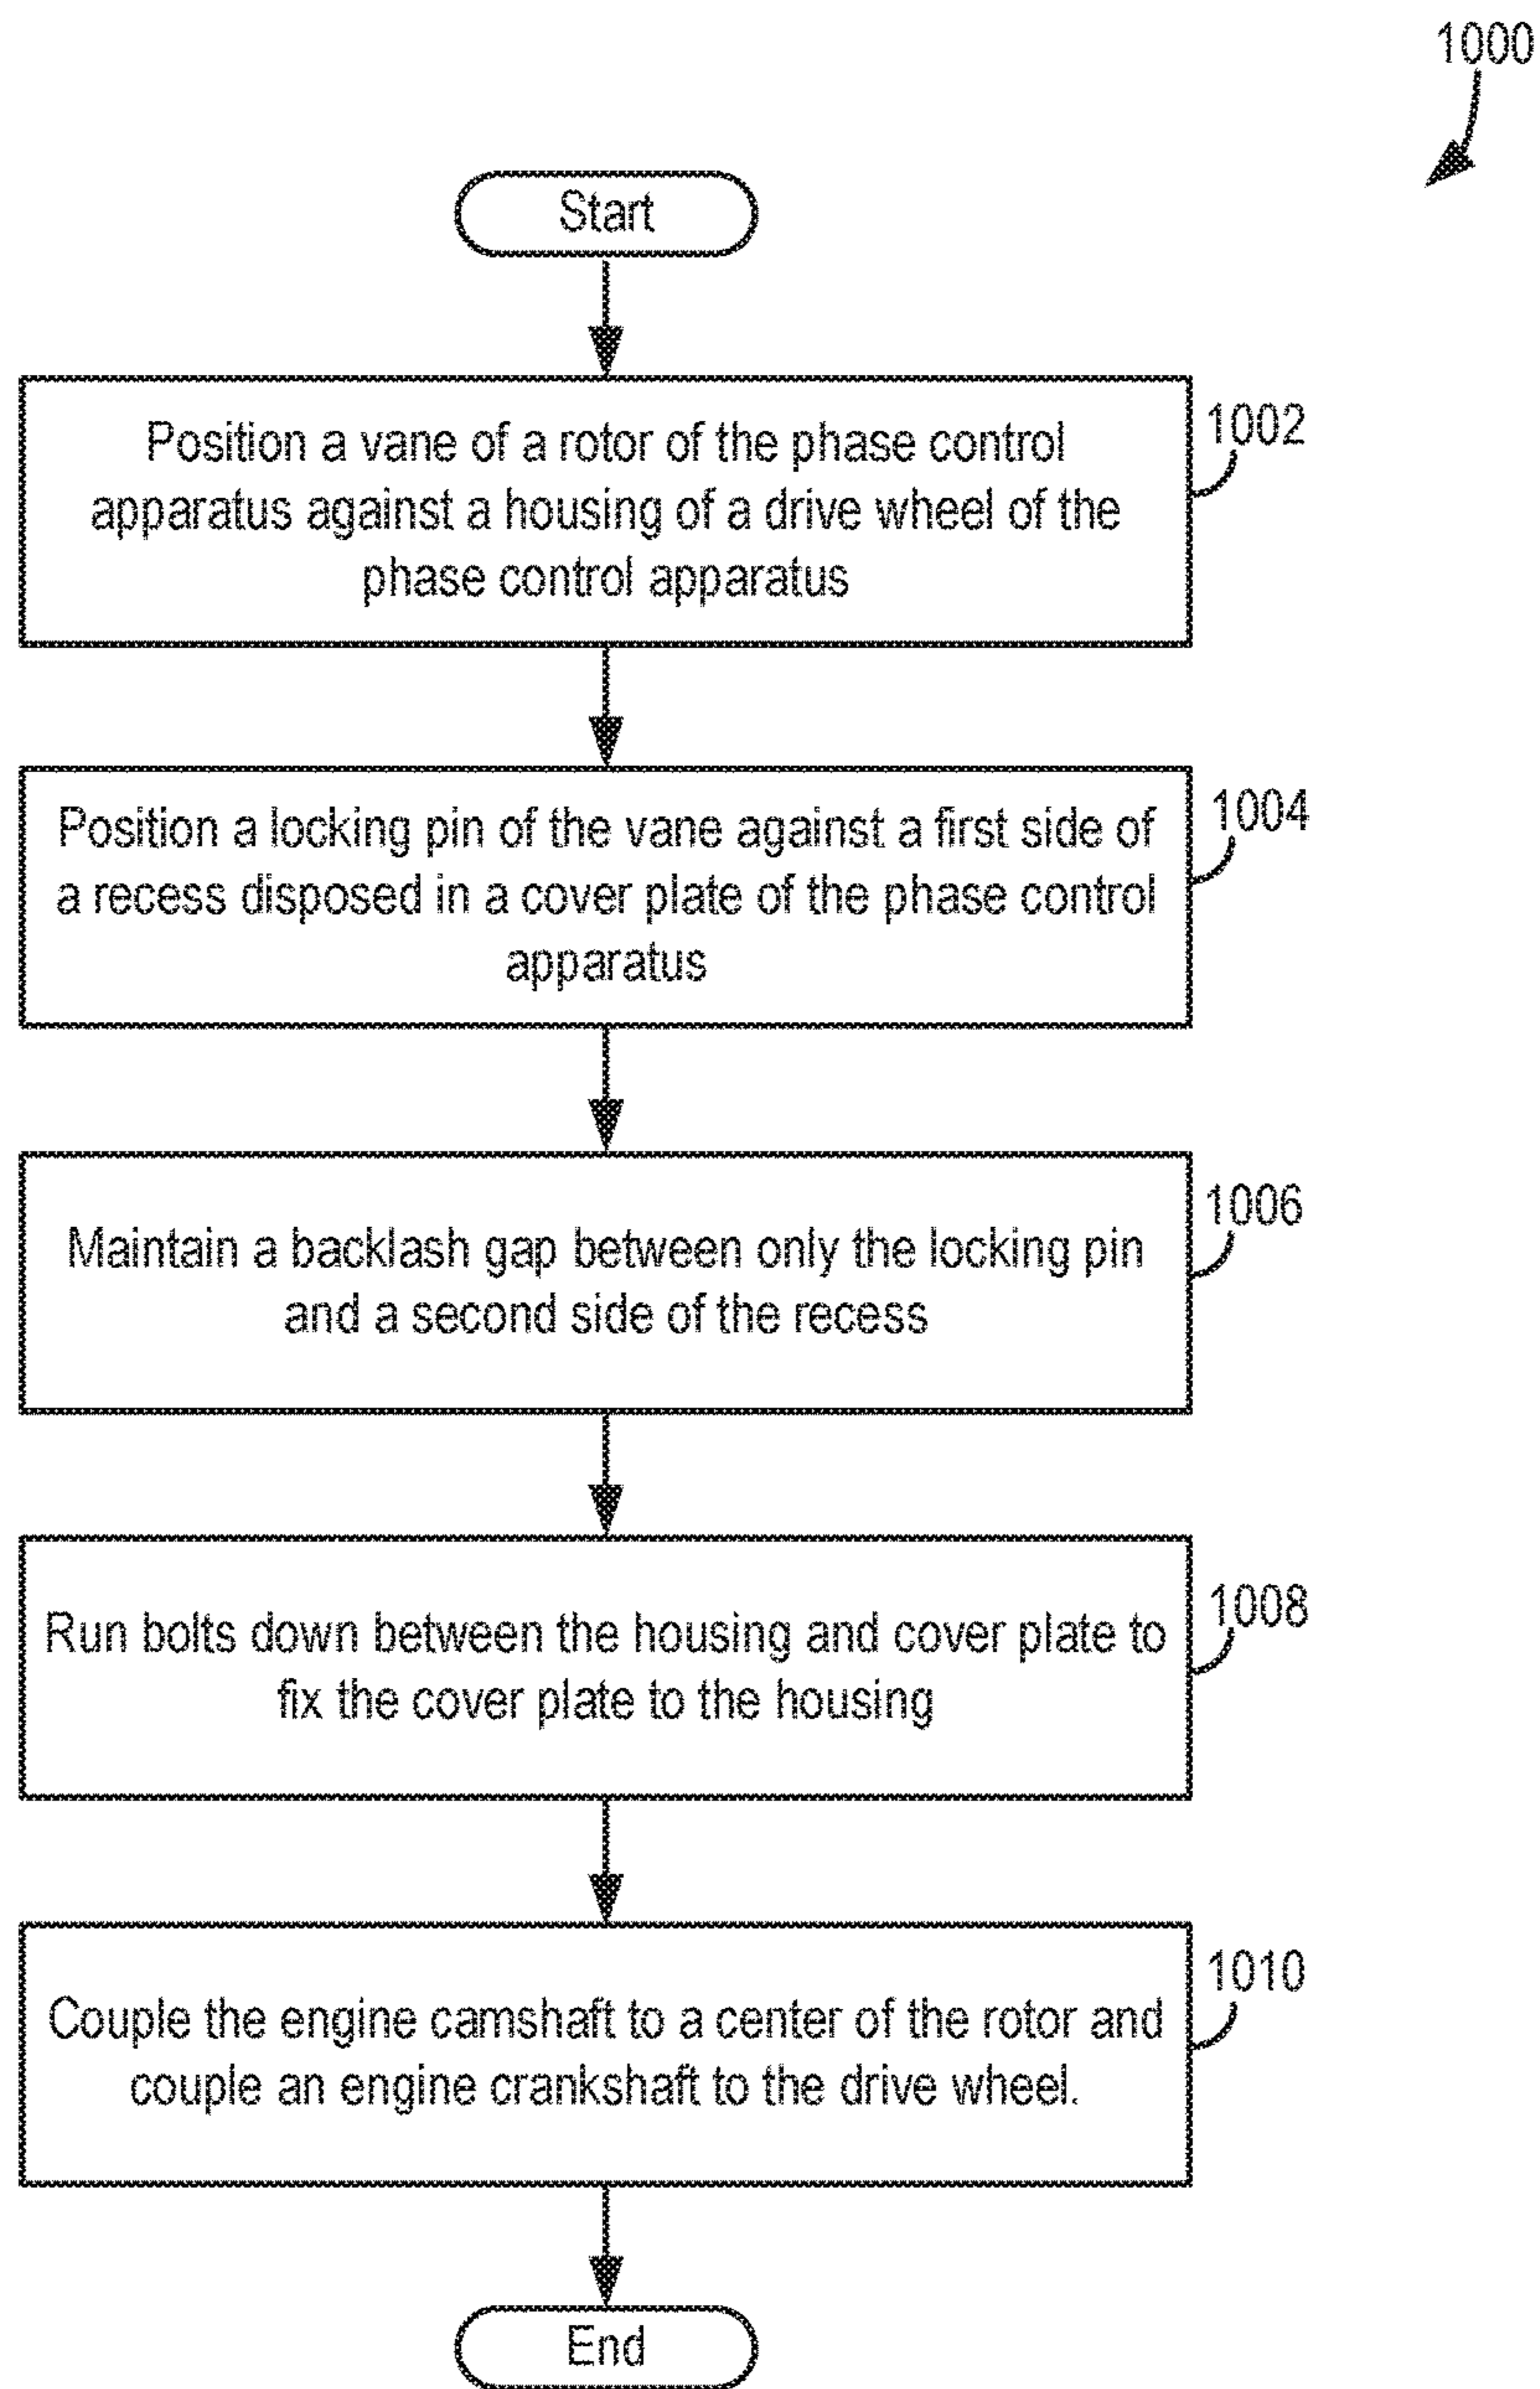 1000
Start
Position a vane of a rotor of the phase control
apparatus against a housing of a drive wheel of the
phase control apparatus
1002
Position a locking pin of the vane against a first side of
a recess disposed in a cover plate of the phase control
apparatus
1004
Maintain a backlash gap between only the locking pin
and a second side of the recess
1006
Run bolts down between the housing and cover plate to
fix the cover plate to the housing
1008
Couple the engine camshaft to a center of the rotor and
couple an engine crankshaft to the drive wheel.
1010
End